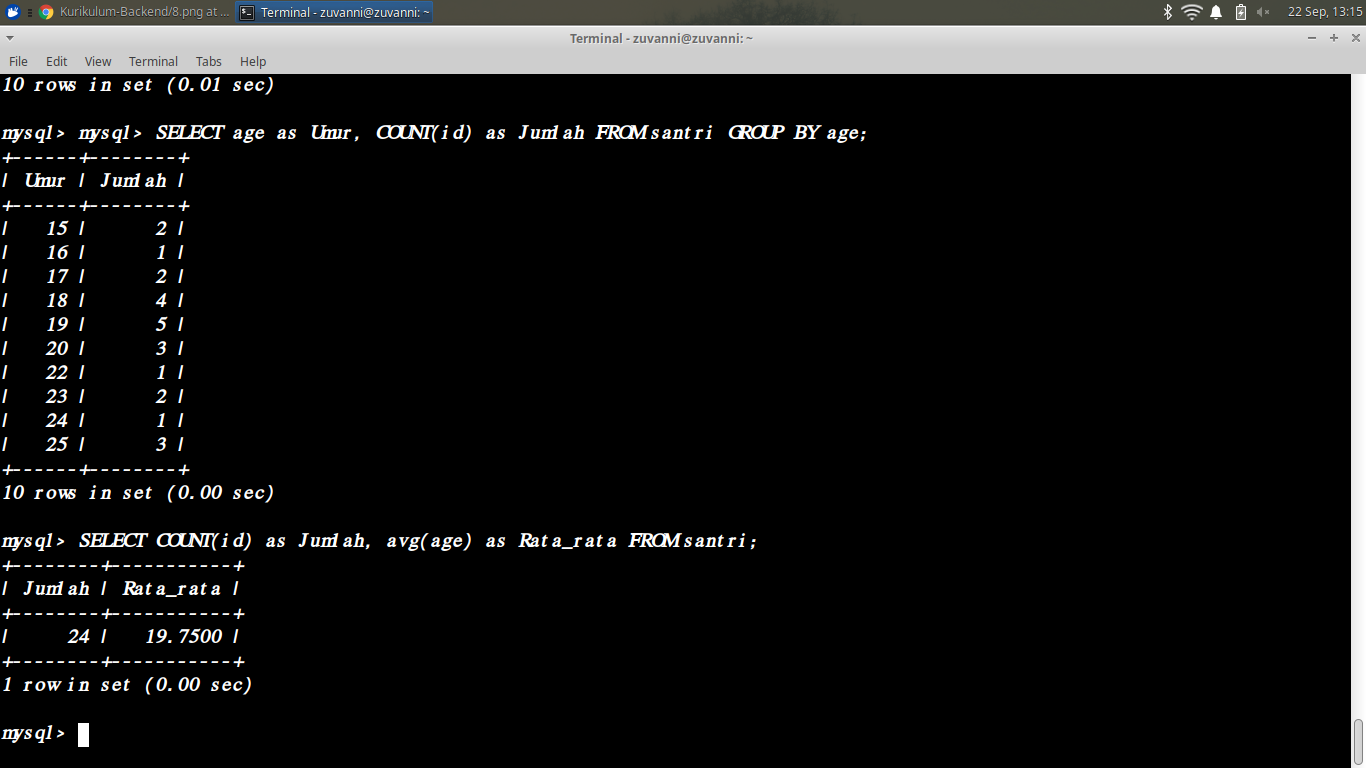 Kurikulum-Backend/8.png at ...
Terminal - zuvanni@zuvanni: ~
22 Sep, 13:15
Terminal - zuvanni@zuvanni: ~
File Edit View Terminal Tabs Help
10 rows in set (0.01 sec)
mysql> mysql> SELECT age as Umur, COUNT(id) as Jumlah FROM santri GROUP BY age;
+------+--------+
| Umur | Jumlah |
+------+--------+
|   15 |      2 |
|   16 |      1 |
|   17 |      2 |
|   18 |      4 |
|   19 |      5 |
|   20 |      3 |
|   22 |      1 |
|   23 |      2 |
|   24 |      1 |
|   25 |      3 |
+------+--------+
10 rows in set (0.00 sec)
mysql> SELECT COUNT(id) as Jumlah, avg(age) as Rata_rata FROM santri;
+--------+-----------+
| Jumlah | Rata_rata |
+--------+-----------+
|     24 |   19.7500 |
+--------+-----------+
1 row in set (0.00 sec)
mysql>